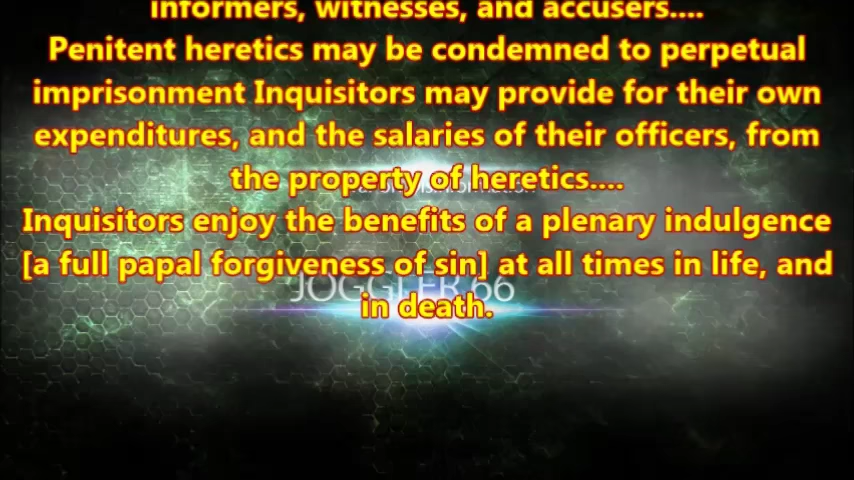 informers, witnesses, and accusers....
Penitent heretics may be condemned to perpetual
imprisonment Inquisitors may provide for their own
expenditures, and the salaries of their officers, from
the property of heretics....
Inquisitors enjoy the benefits of a plenary indulgence
[a full papal forgiveness of sin] at all times in life, and
JOGGLER 66
in death.